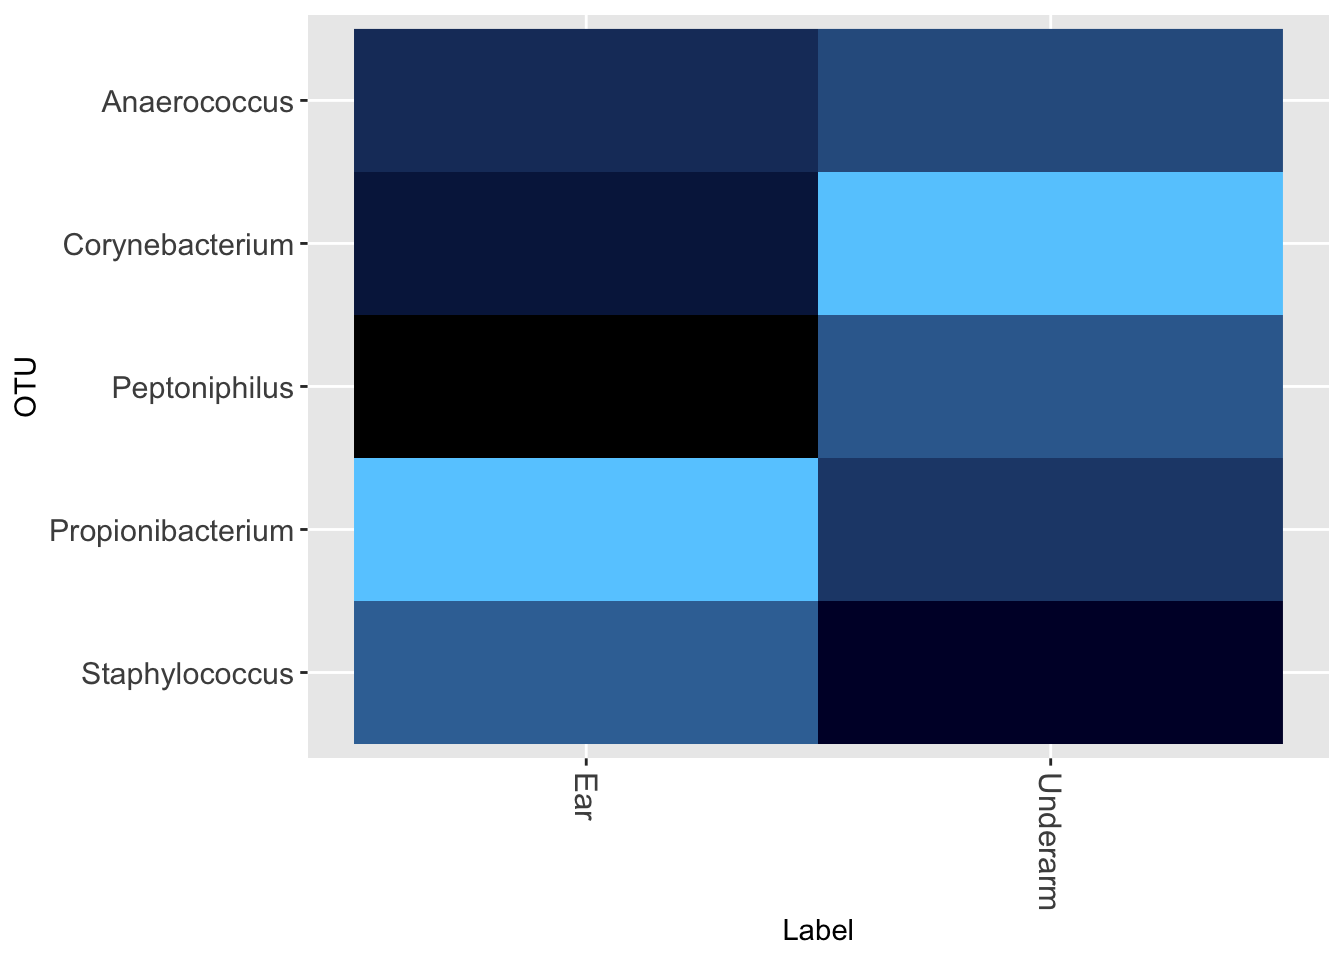 Anaerococcus
Corynebacterium
Peptoniphilus
Propionibacterium
Staphylococcus
OTU
Ear
Underarm
Label